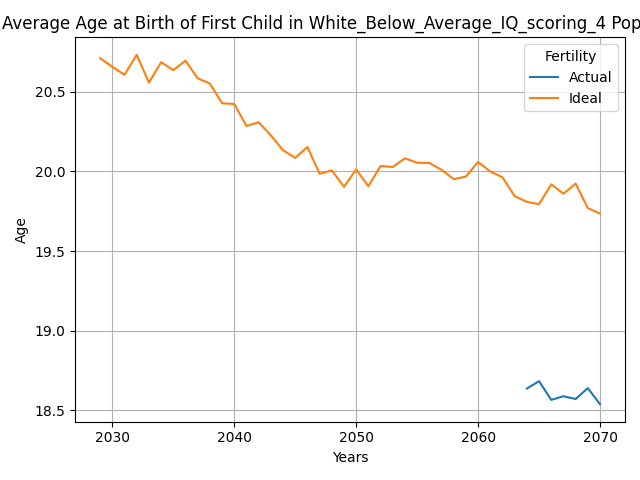 Average Age at Birth of First Child in White_Below_Average_IQ_scoring_4 Pop
Fertility
Actual
Ideal
20.5
20.0
19.5
19.0
18.5
Age
2030 2040 2050 2060 2070
Years